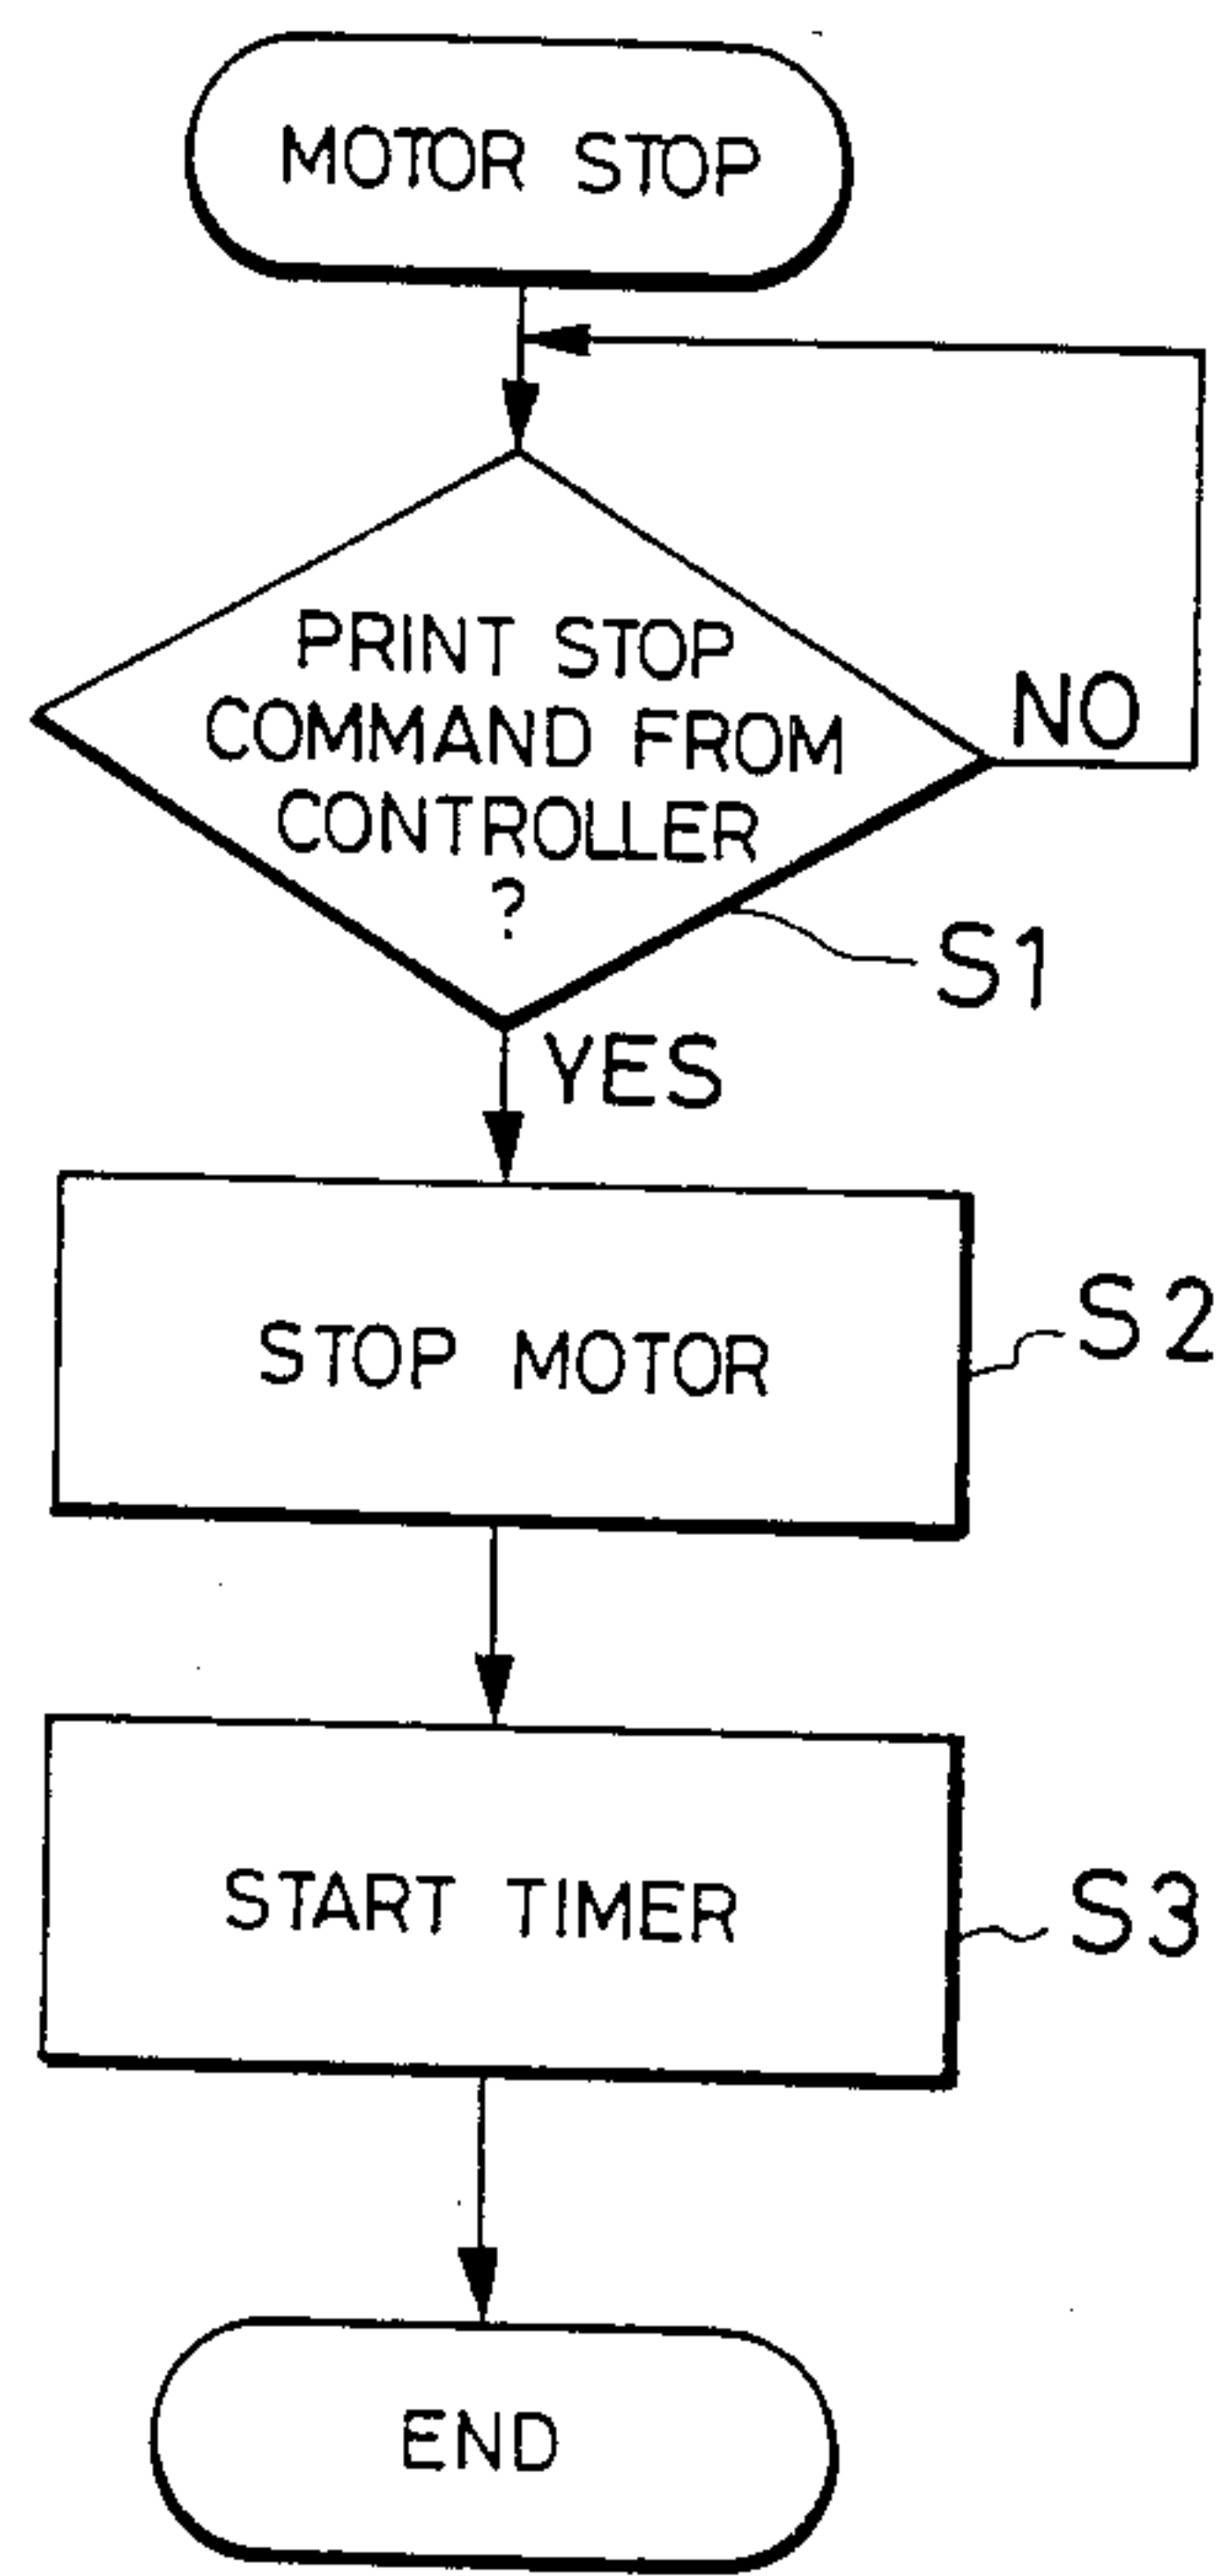 MOTOR STOP
PRINT STOP
COMMAND FROM
CONTROLLER
?
NO
S1
YES
STOP MOTOR
S2
START TIMER
S3
END